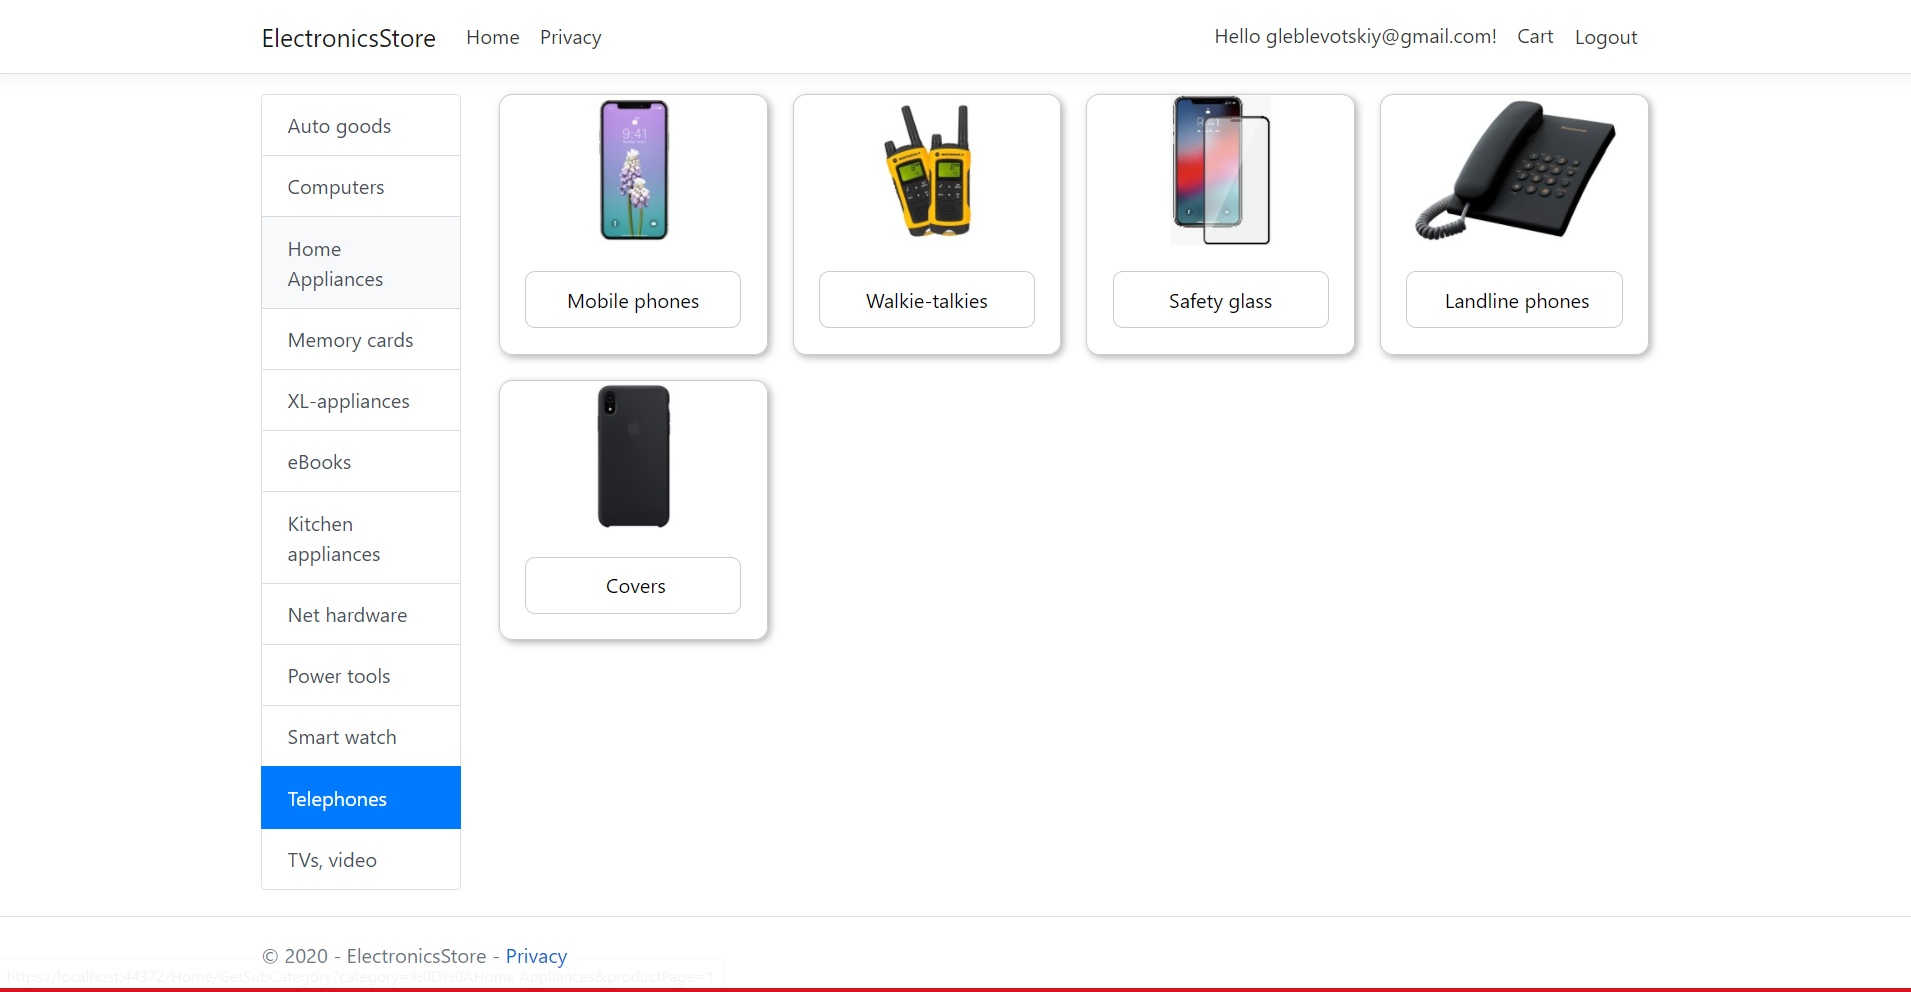 ElectronicsStore Home Privacy Hello gleblevotskiy@gmail.com! Cart Logout
Auto goods
Computers
Home
Appliances
Memory cards
XL-appliances
eBooks
Kitchen
appliances
Net hardware
Power tools
Smart watch
Telephones
TVs, video
9:41
Mobile phones
Walkie-talkies
Safety glass
Landline phones
Covers
© 2020 - ElectronicsStore - Privacy
https://localhost:44372/Home/GetSubCategory?category=%0D%0AHome Appliances&productPage=1